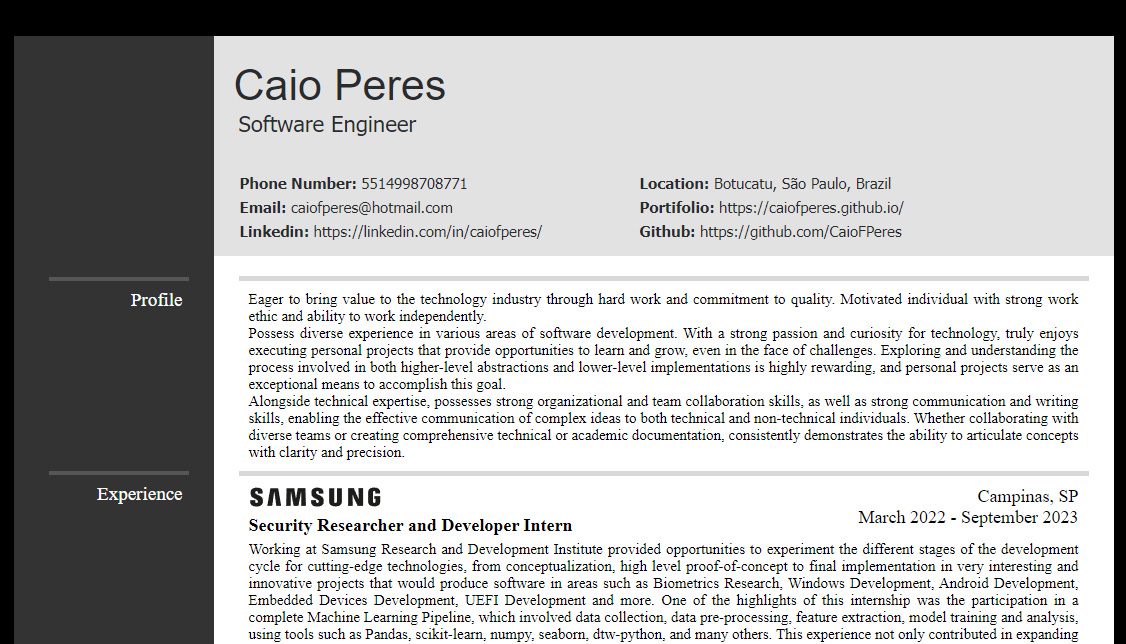 Caio Peres
Software Engineer
Phone Number: 5514998708771
Location: Botucatu, São Paulo, Brazil
Email: caiofperes@hotmail.com
Portifolio: https://caiofperes.github.io/
Linkedin: https://linkedin.com/in/caiofperes/
Github: https://github.com/CaioFPeres
Profile
Eager to bring value to the technology industry through hard work and commitment to quality. Motivated individual with strong work
ethic and ability to work independently.
Possess diverse experience in various areas of software development. With a strong passion and curiosity for technology, truly enjoys
executing personal projects that provide opportunities to learn and grow, even in the face of challenges. Exploring and understanding the
process involved in both higher-level abstractions and lower-level implementations is highly rewarding, and personal projects serve as an
exceptional means to accomplish this goal.
Alongside technical expertise, possesses strong organizational and team collaboration skills, as well as strong communication and writing
skills, enabling the effective communication of complex ideas to both technical and non-technical individuals. Whether collaborating with
diverse teams or creating comprehensive technical or academic documentation, consistently demonstrates the ability to articulate concepts
with clarity and precision.
Experience
SAMSUNG
Campinas, SP
Security Researcher and Developer Intern
March 2022 - September 2023
Working at Samsung Research and Development Institute provided opportunities to experiment the different stages of the development
cycle for cutting-edge technologies, from conceptualization, high level proof-of-concept to final implementation in very interesting and
innovative projects that would produce software in areas such as Biometrics Research, Windows Development, Android Development,
Embedded Devices Development, UEFI Development and more. One of the highlights of this internship was the participation in a
complete Machine Learning Pipeline, which involved data collection, data pre-processing, feature extraction, model training and analysis,
using tools such as Pandas, scikit-learn, numpy, seaborn, dtw-python, and many others. This experience not only contributed in expanding